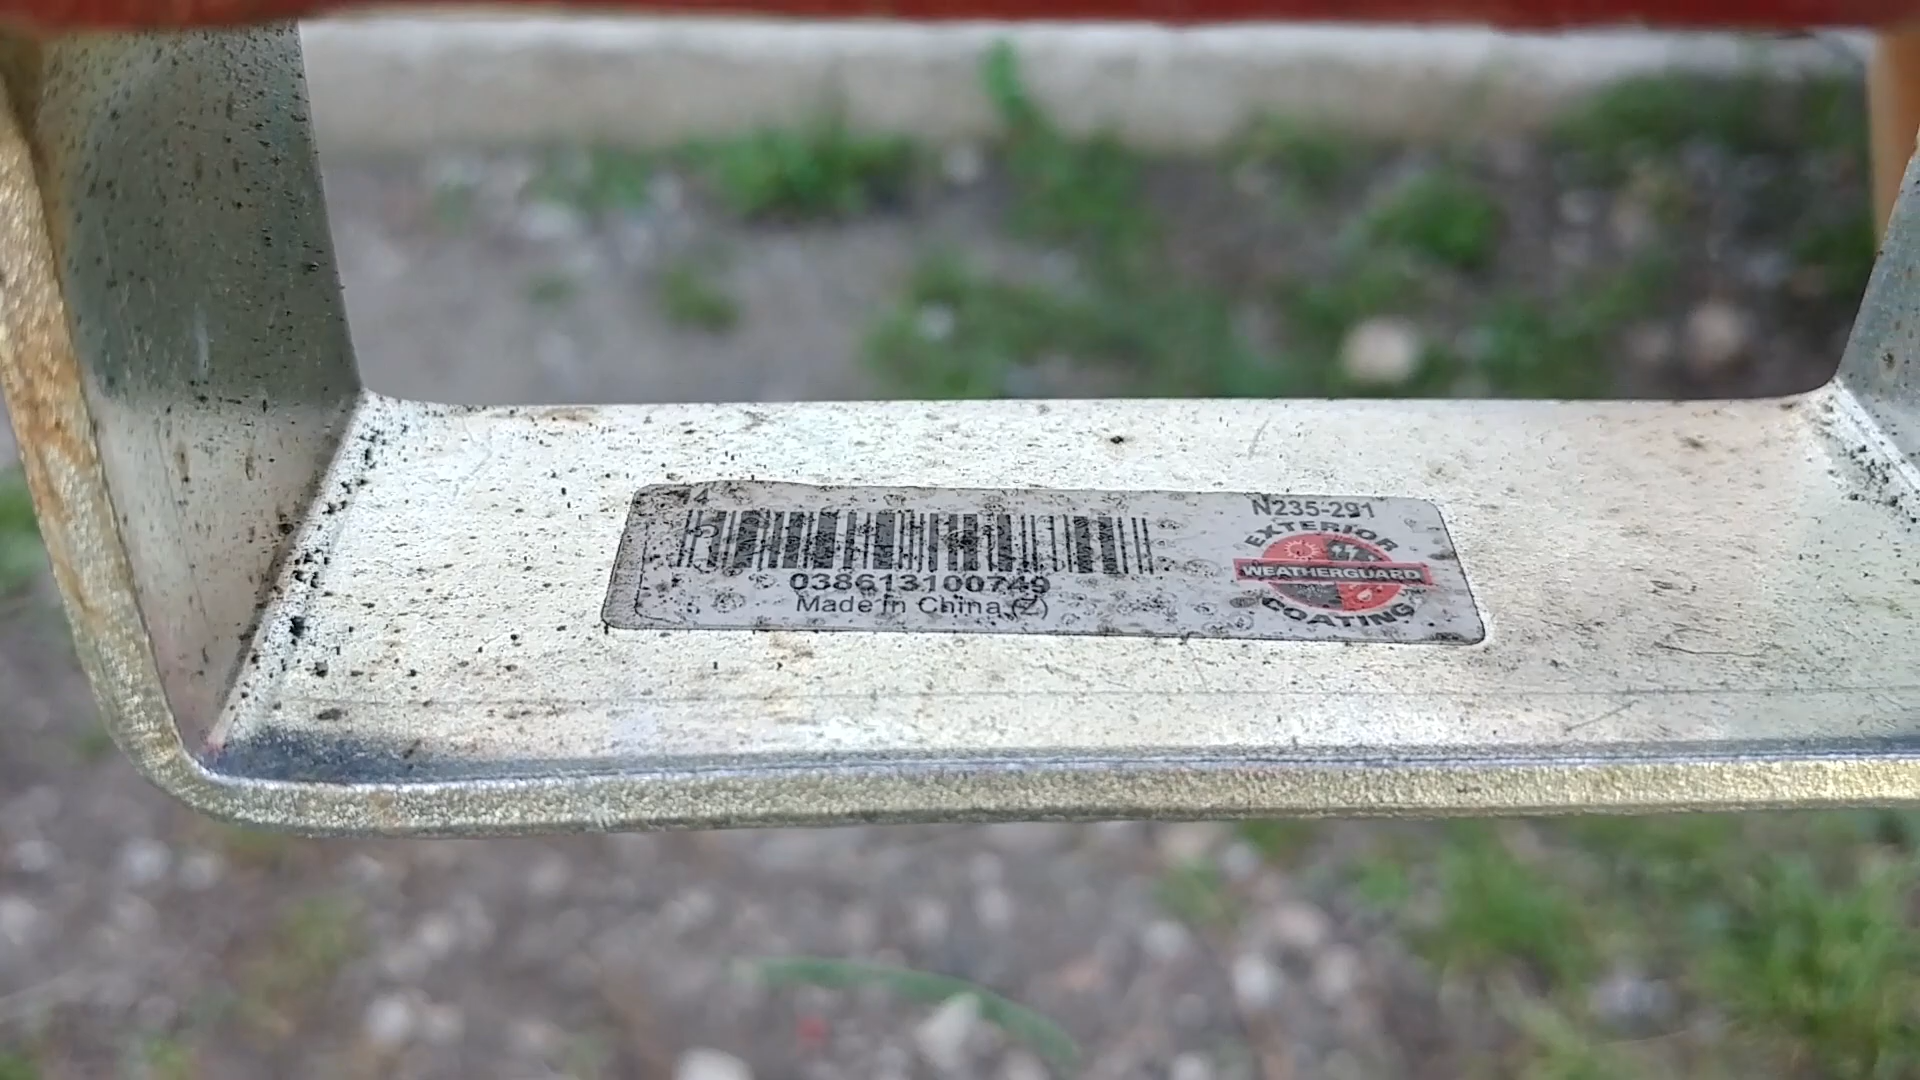 N235-291
EXTERIOR
WEATHERGUARD
COATING
038613100749
Made in China (Z)